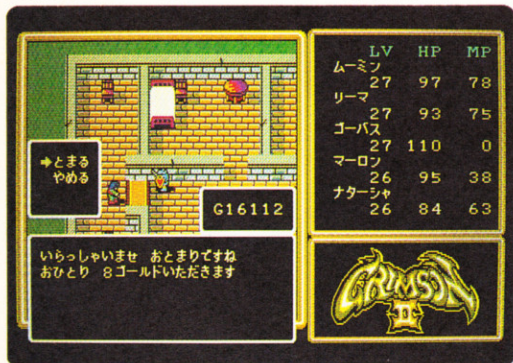 LV HP MP
ムーミン
27 97 78
リーマ
27 93 75
ゴーバス
27 110 0
マーロン
26 95 38
ナターシャ
26 84 63
➔とまる
やめる
G16112
いらっしゃいませ おとまりですね
おひとり 8ゴールドいただきます
CRIMSON
II